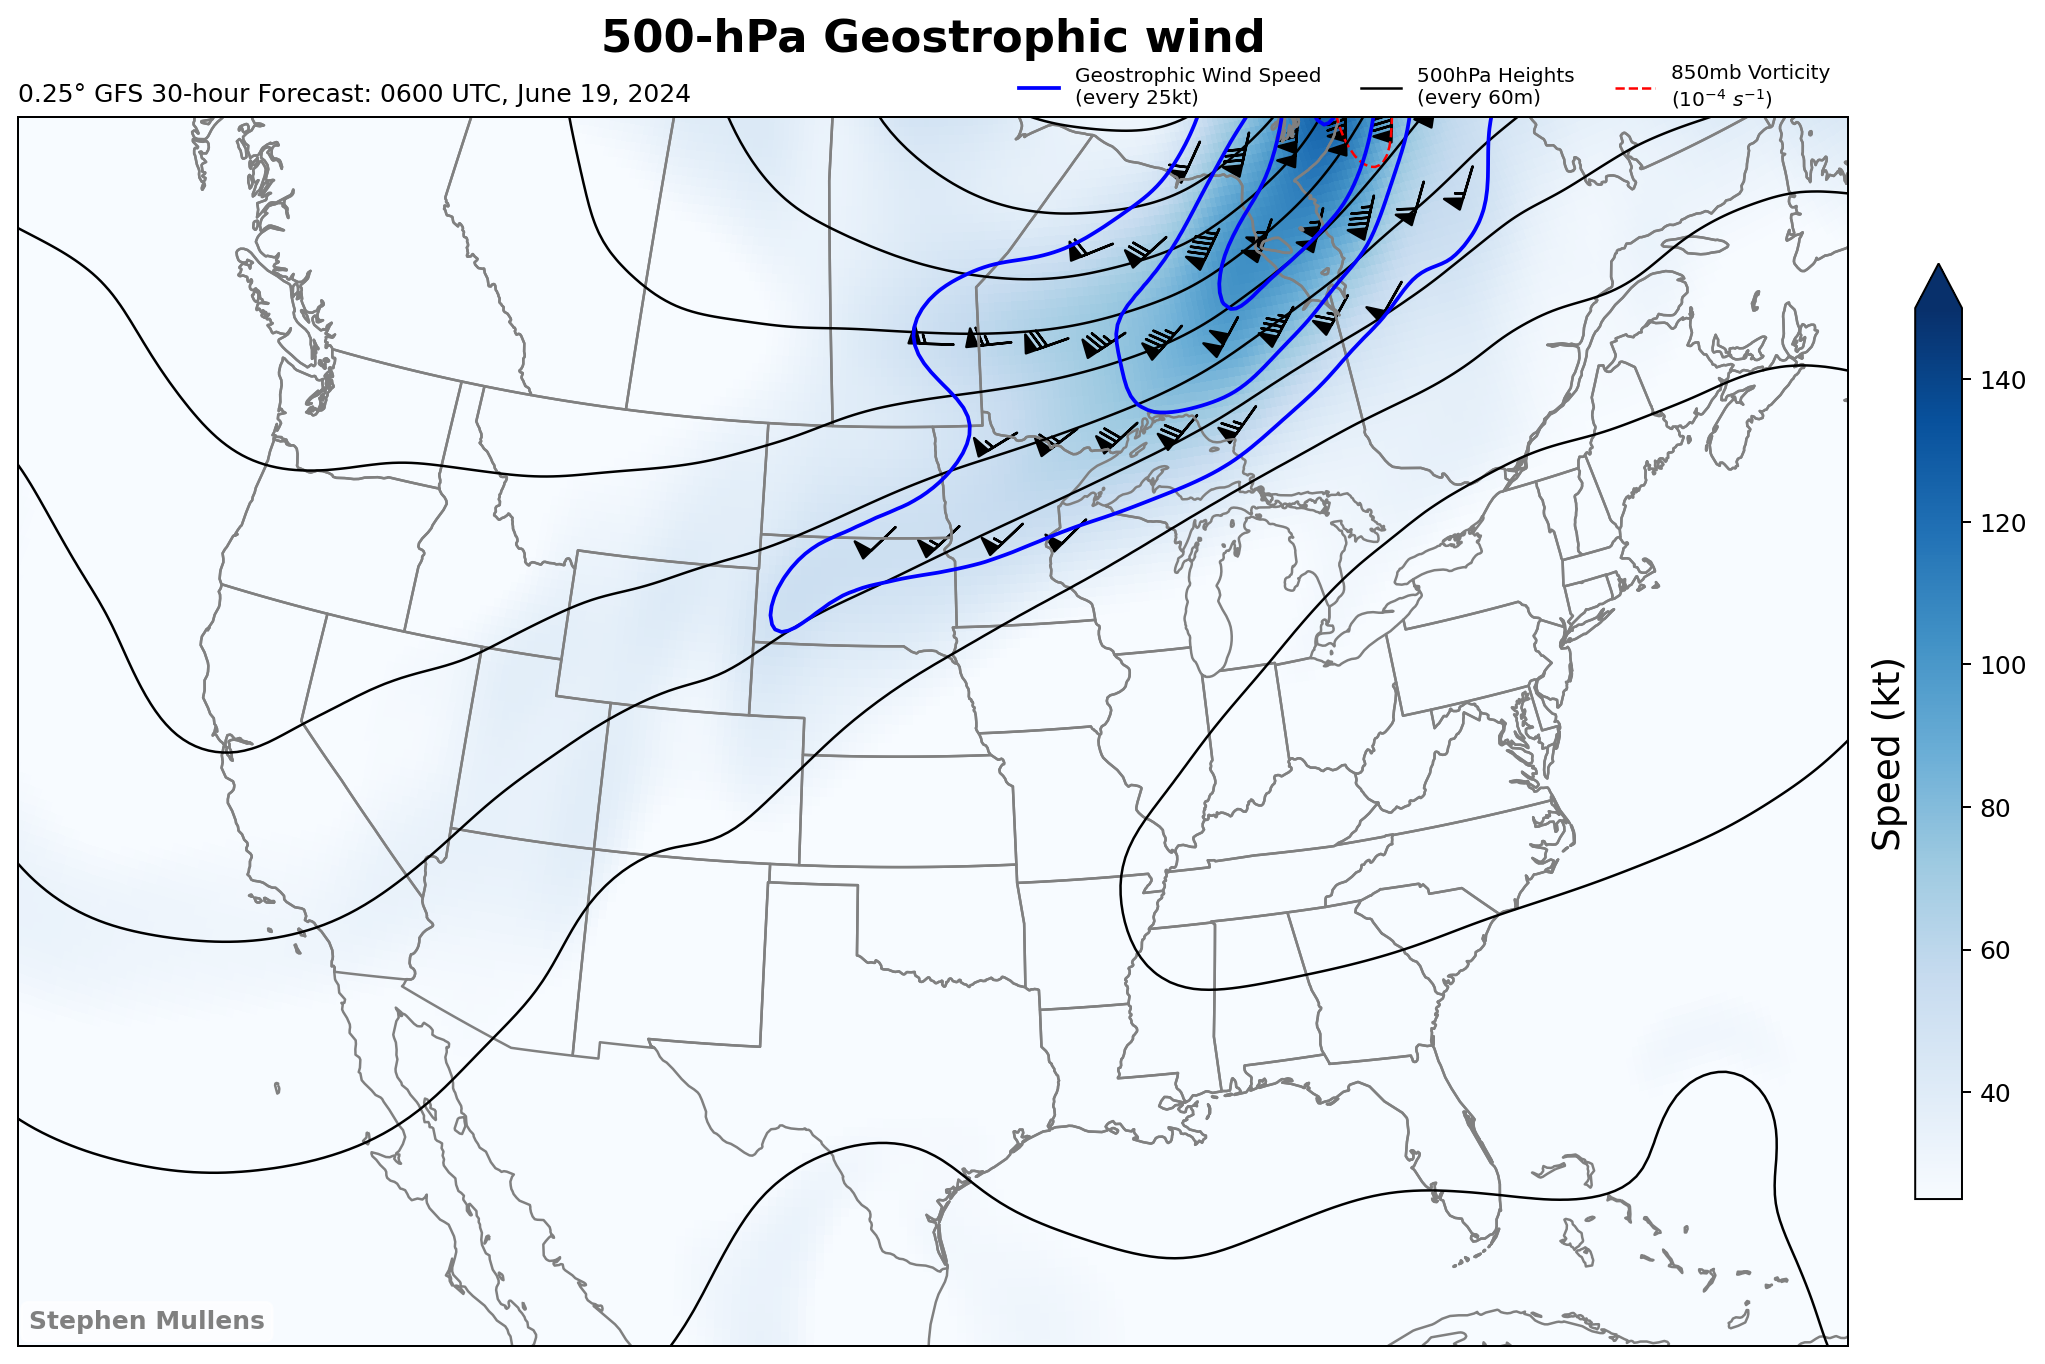 500-hPa Geostrophic wind
0.25° GFS 30-hour Forecast: 0600 UTC, June 19, 2024
Geostrophic Wind Speed
(every 25kt)
500hPa Heights
(every 60m)
850mb Vorticity
(10⁻⁴ s⁻¹)
140
120
100
80
60
40
Speed (kt)
Stephen Mullens